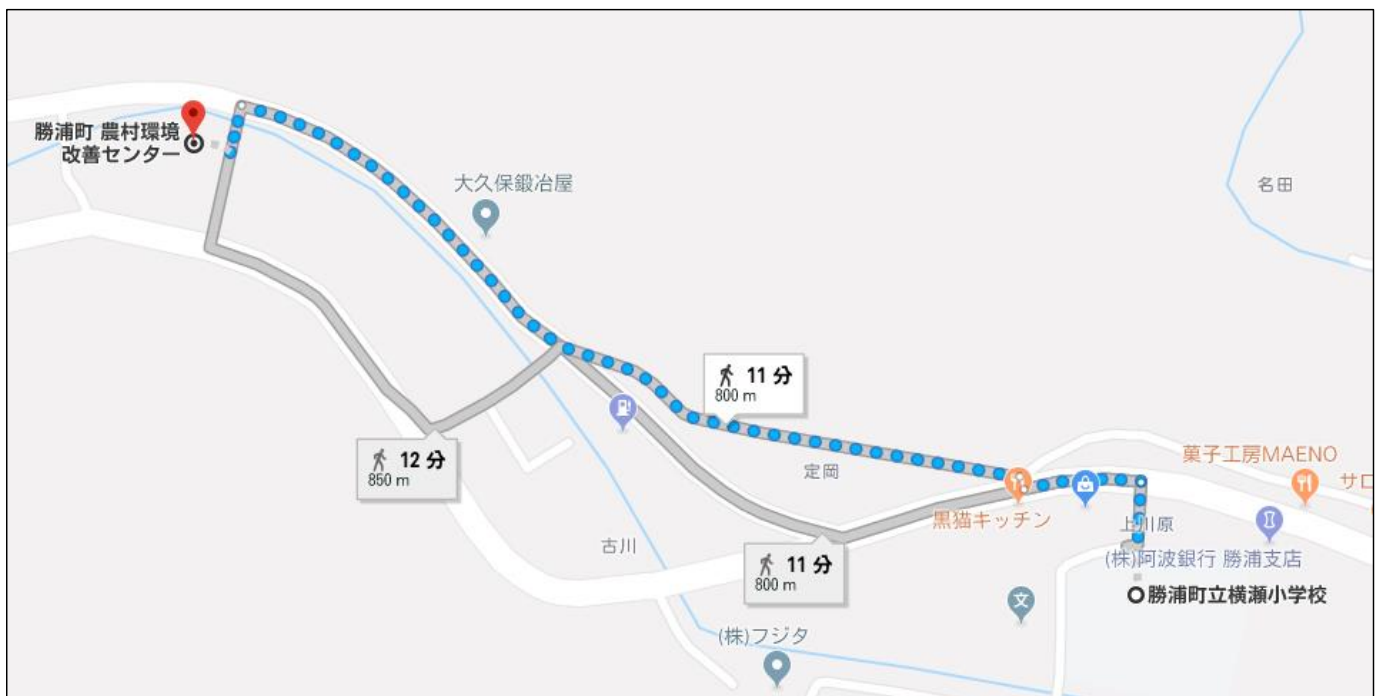 勝浦町 農村環境
改善センター
大久保鍛冶屋
名田
11 分
800 m
12 分
850 m
定岡
菓子工房MAENO
サロ
黒猫キッチン
上川原
古川
11 分
800 m
(株)阿波銀行 勝浦支店
勝浦町立横瀬小学校
文
(株)フジタ